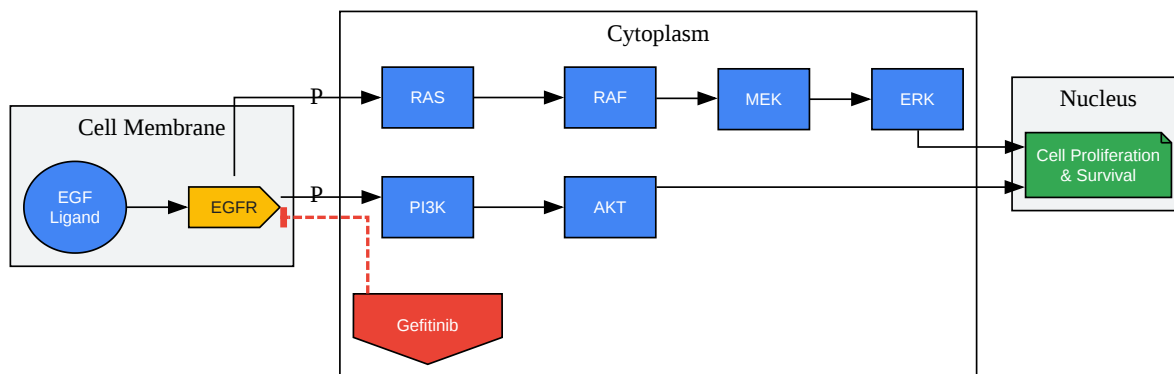 Cytoplasm
Cell Membrane
Nucleus
P
RAS
RAF
MEK
ERK
EGF
Ligand
EGFR
P
PI3K
AKT
Cell Proliferation
& Survival
Gefitinib